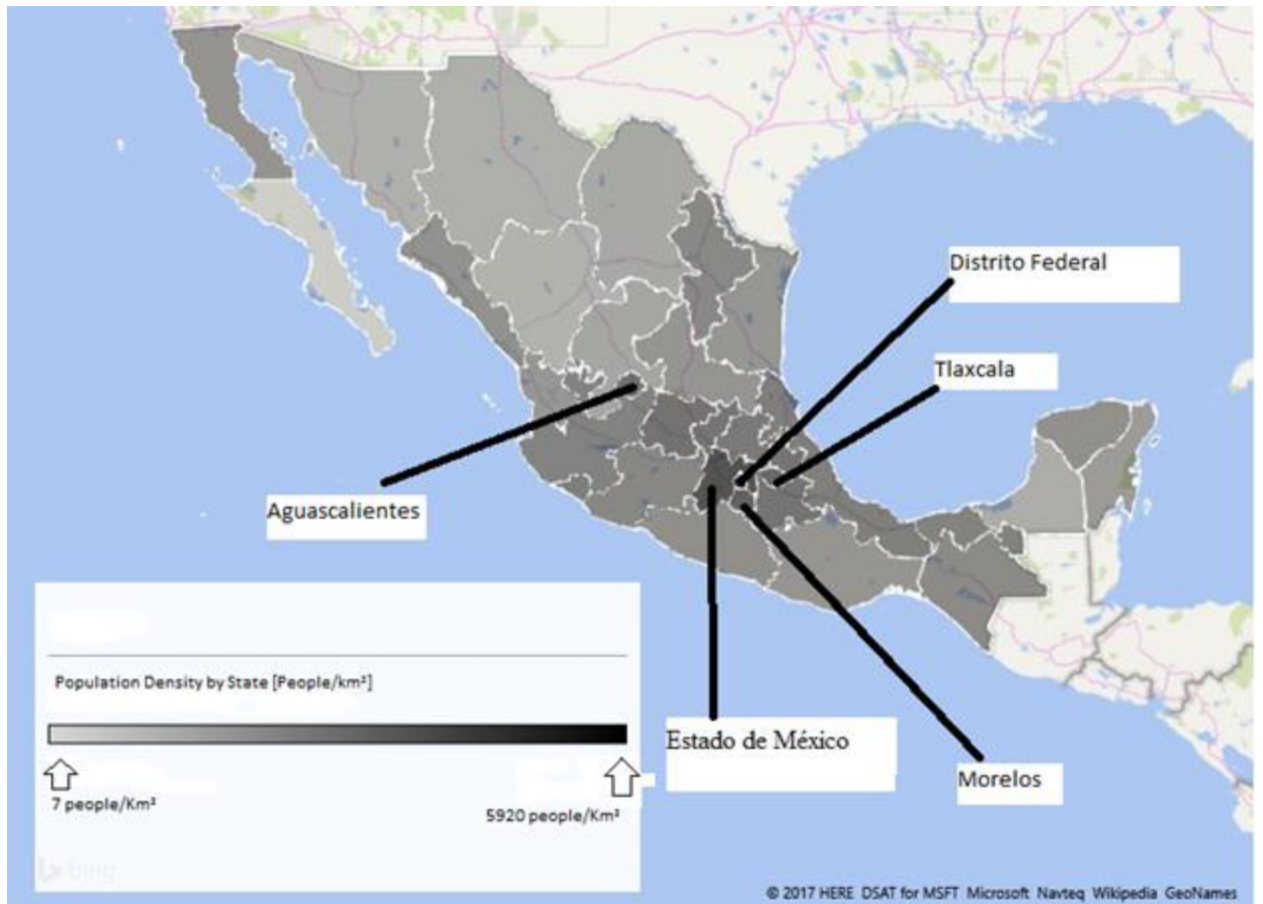 Distrito Federal
Tlaxcala
Aguascalientes
Population Density by State [People/km²]
Estado de México
Morelos
7 people/Km²
5920 people/Km²
bing
© 2017 HERE DSAT for MSFT Microsoft Navteq Wikipedia GeoNames